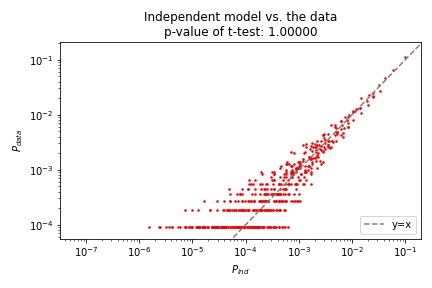 Independent model vs. the data
p-value of t-test: 1.00000
10⁻¹
10⁻²
10⁻³
10⁻⁴
P_data
10⁻⁷ 10⁻⁶ 10⁻⁵ 10⁻⁴ 10⁻³ 10⁻² 10⁻¹
P_ind
y=x